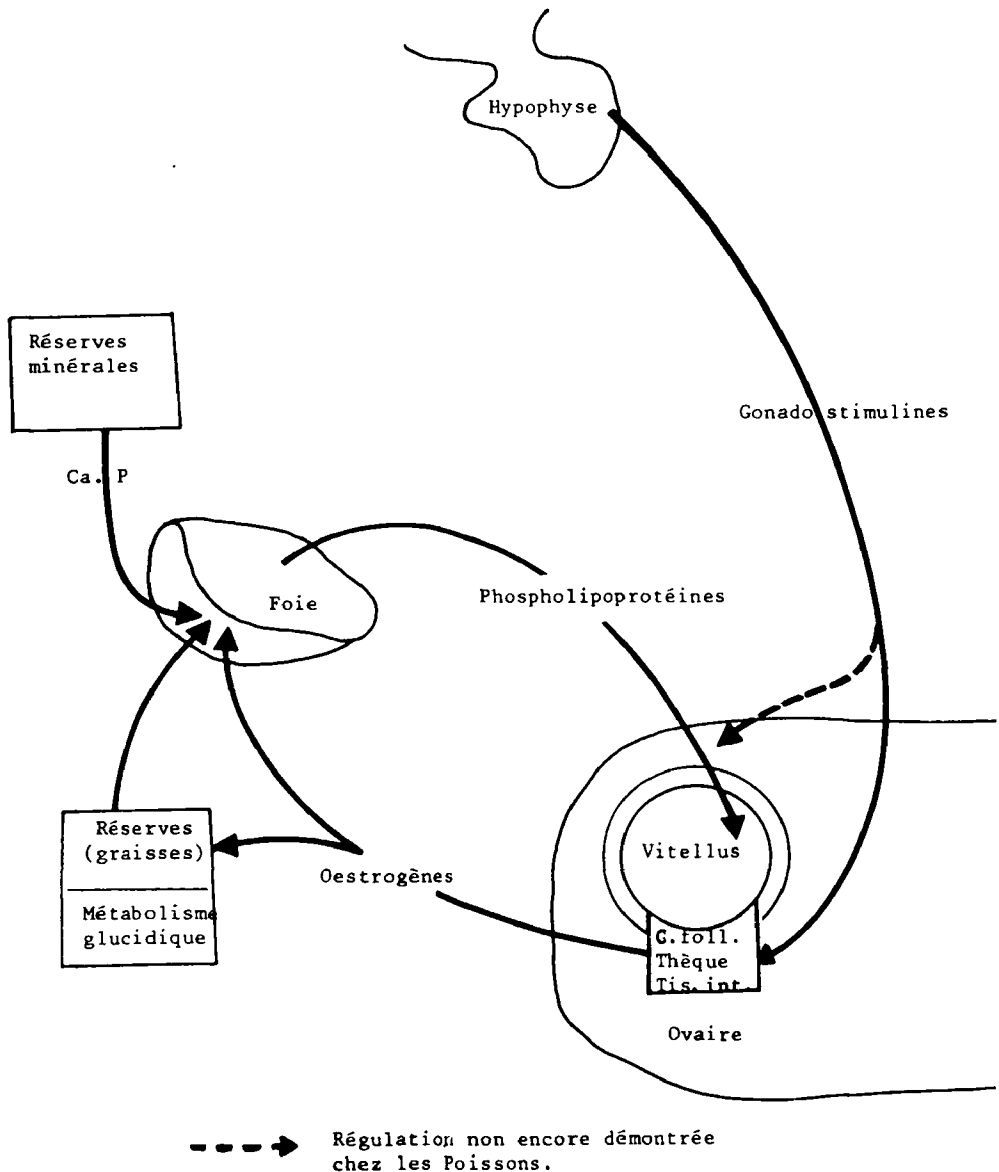 Hypophyse
Réserves
minérales
Gonado stimulines
Ca. P
Foie
Phospholipoprotéines
Réserves
(graisses)
Métabolisme
glucidique
Oestrogènes
Vitellus
G.foll.
Thèque
Tis. int.
Ovaire
Régulation non encore démontrée
chez les Poissons.